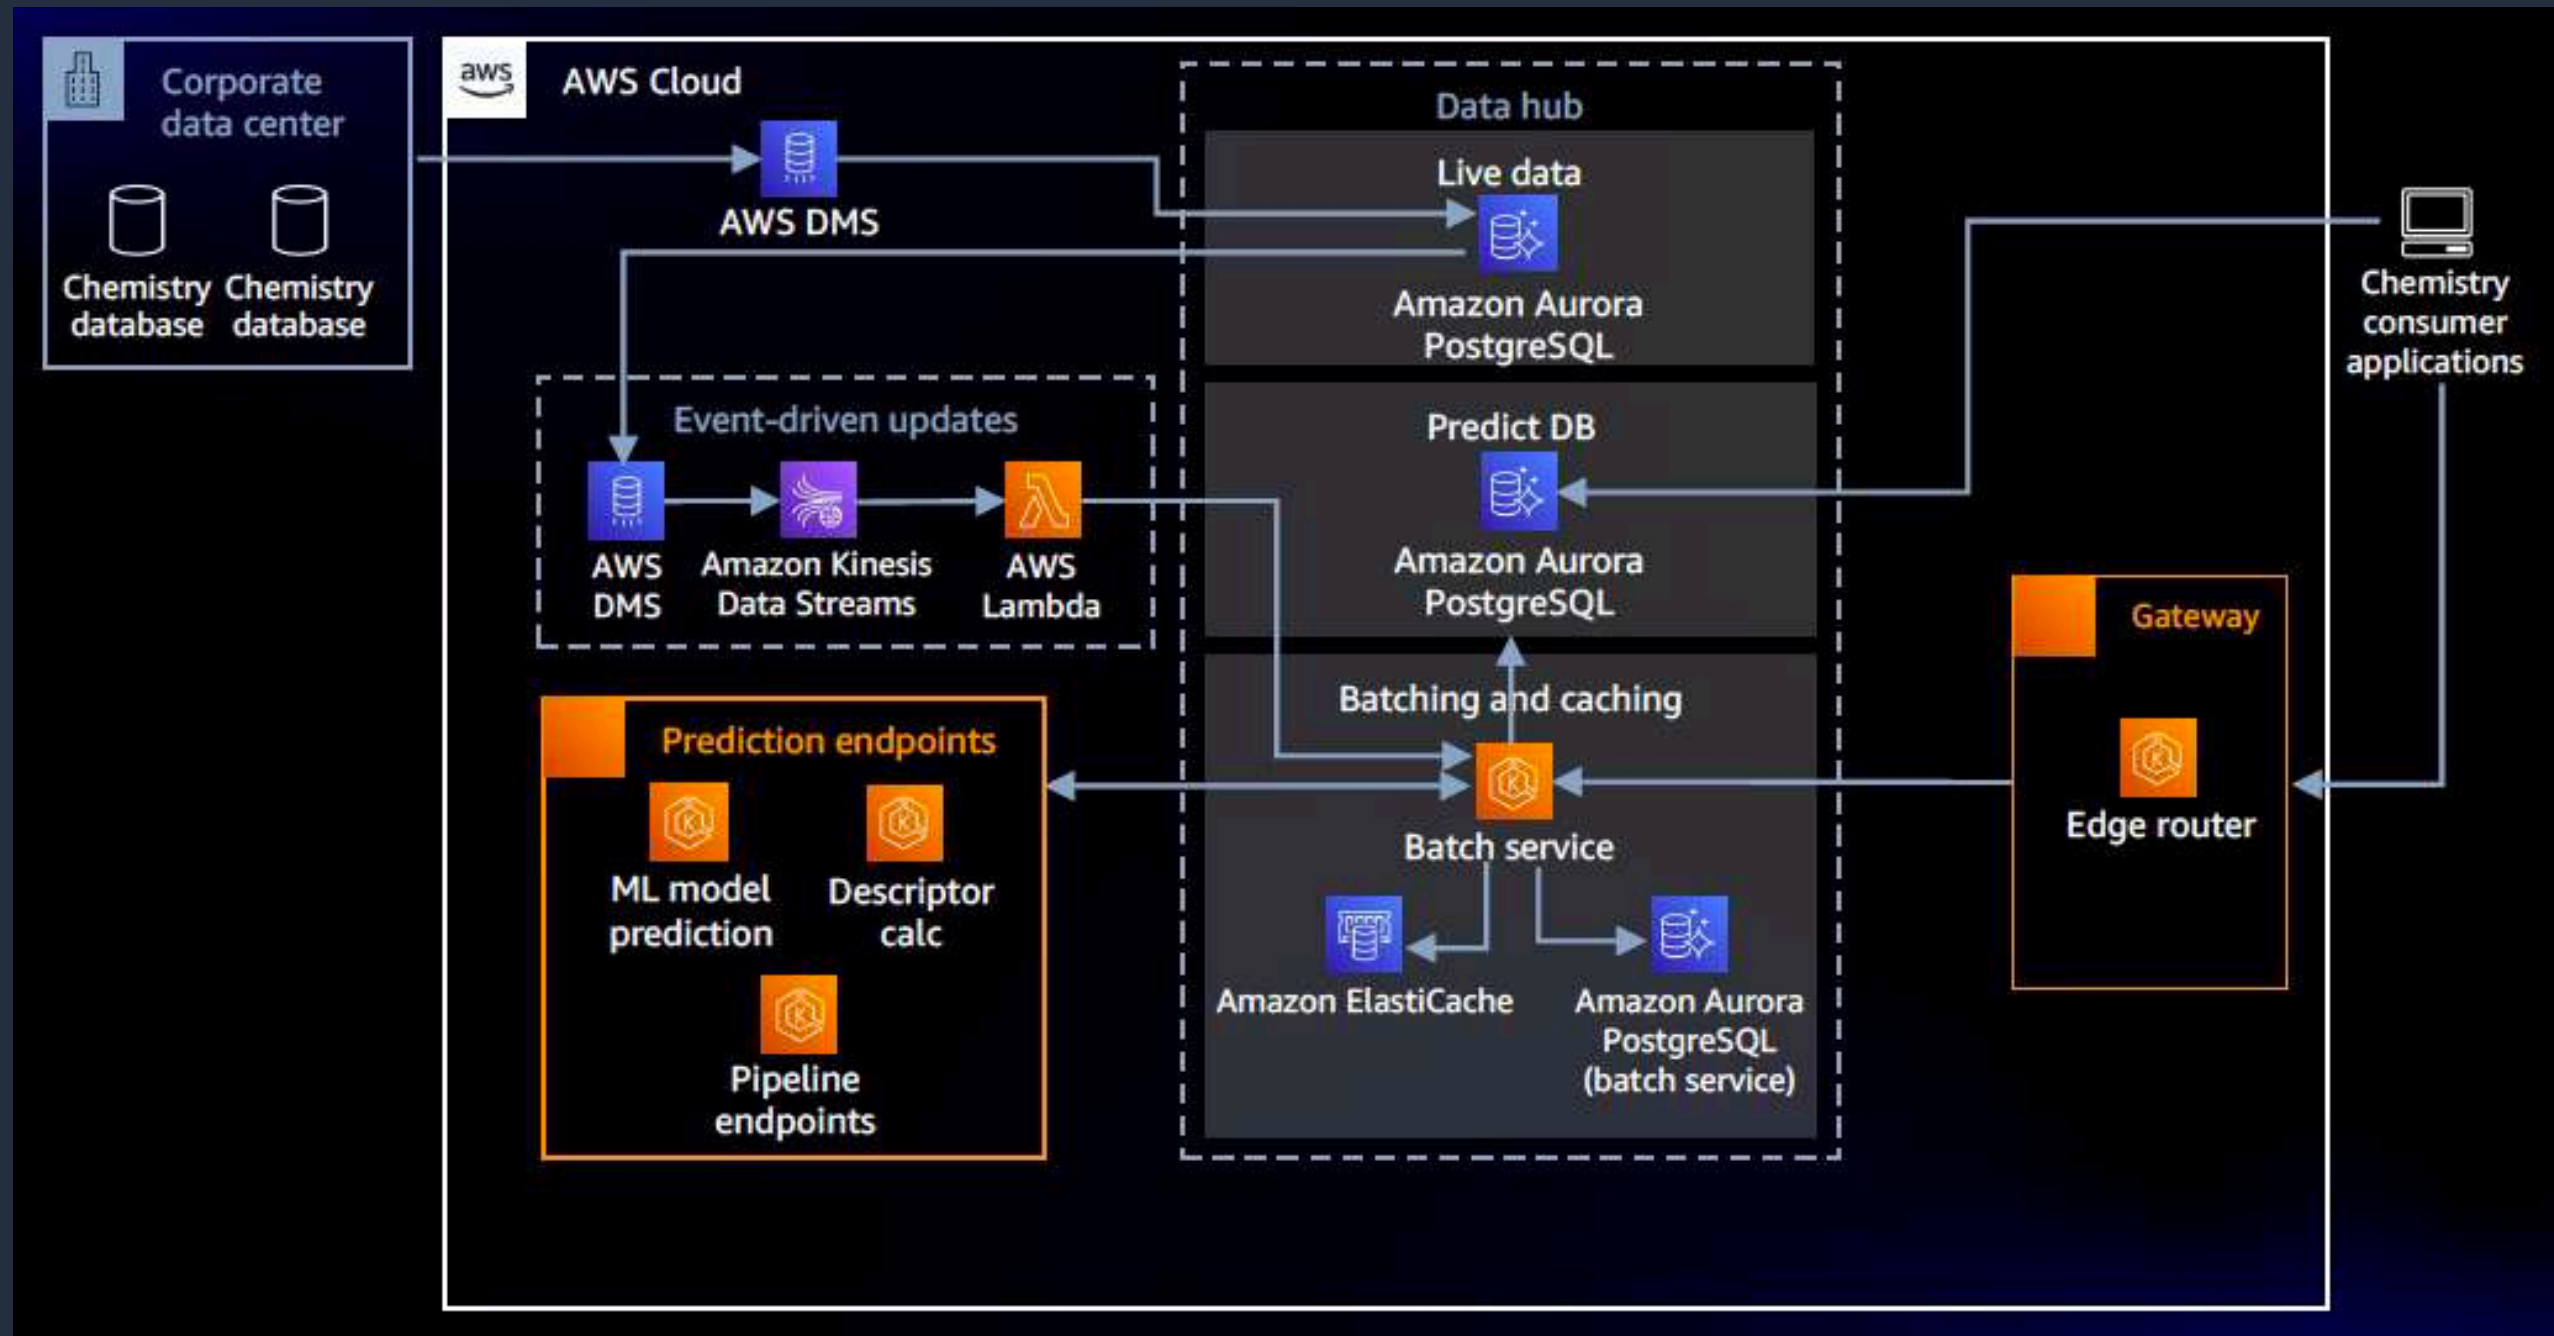 Corporate
data center
Chemistry
database
Chemistry
database
aws
AWS Cloud
AWS DMS
Data hub
Live data
Amazon Aurora
PostgreSQL
Chemistry
consumer
applications
Event-driven updates
AWS
DMS
Amazon Kinesis
Data Streams
AWS
Lambda
Predict DB
Amazon Aurora
PostgreSQL
Gateway
Edge router
Prediction endpoints
K
ML model
prediction
K
Descriptor
calc
K
Pipeline
endpoints
Batching and caching
K
Batch service
Amazon ElastiCache
Amazon Aurora
PostgreSQL
(batch service)
K